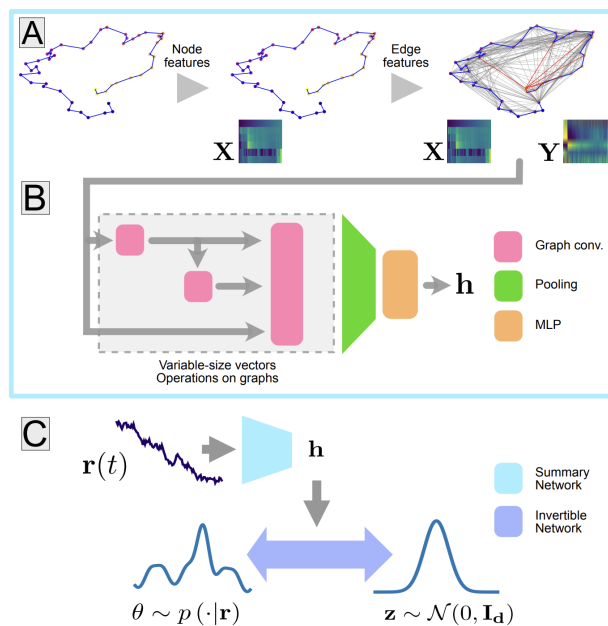 A
Node
features
Edge
features
X
X
Y
B
Graph conv.
h
Pooling
MLP
Variable-size vectors
Operations on graphs
C
r(t)
h
Summary
Network
Invertible
Network
θ ∼ p (·|r)
z ∼ 𝒩(0, I_d)